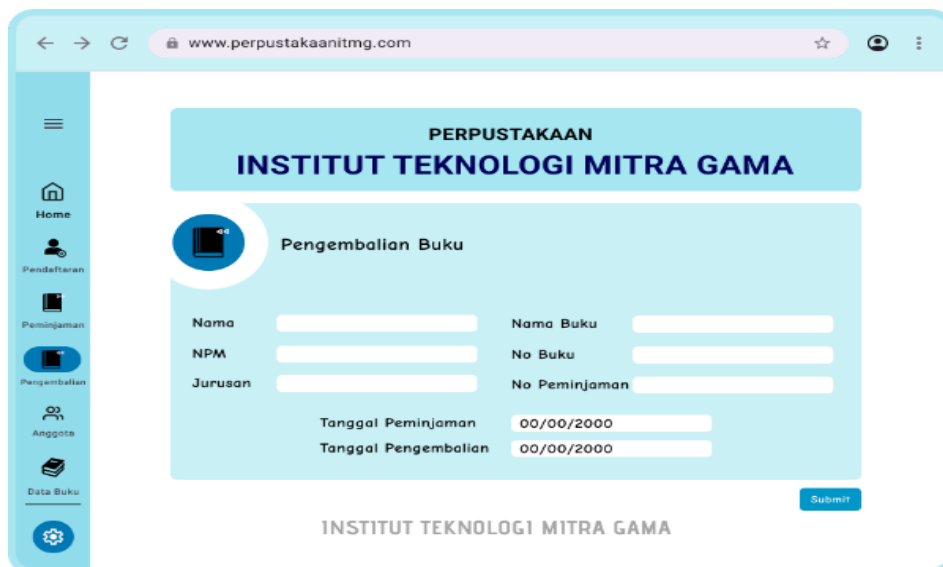 www.perpustakaanitmg.com
PERPUSTAKAAN
INSTITUT TEKNOLOGI MITRA GAMA
Home
Pendaftaran
Peminjaman
Pengembalian
Anggota
Data Buku
Pengembalian Buku
Nama
NPM
Jurusan
Nama Buku
No Buku
No Peminjaman
Tanggal Peminjaman 00/00/2000
Tanggal Pengembalian 00/00/2000
Submit
INSTITUT TEKNOLOGI MITRA GAMA